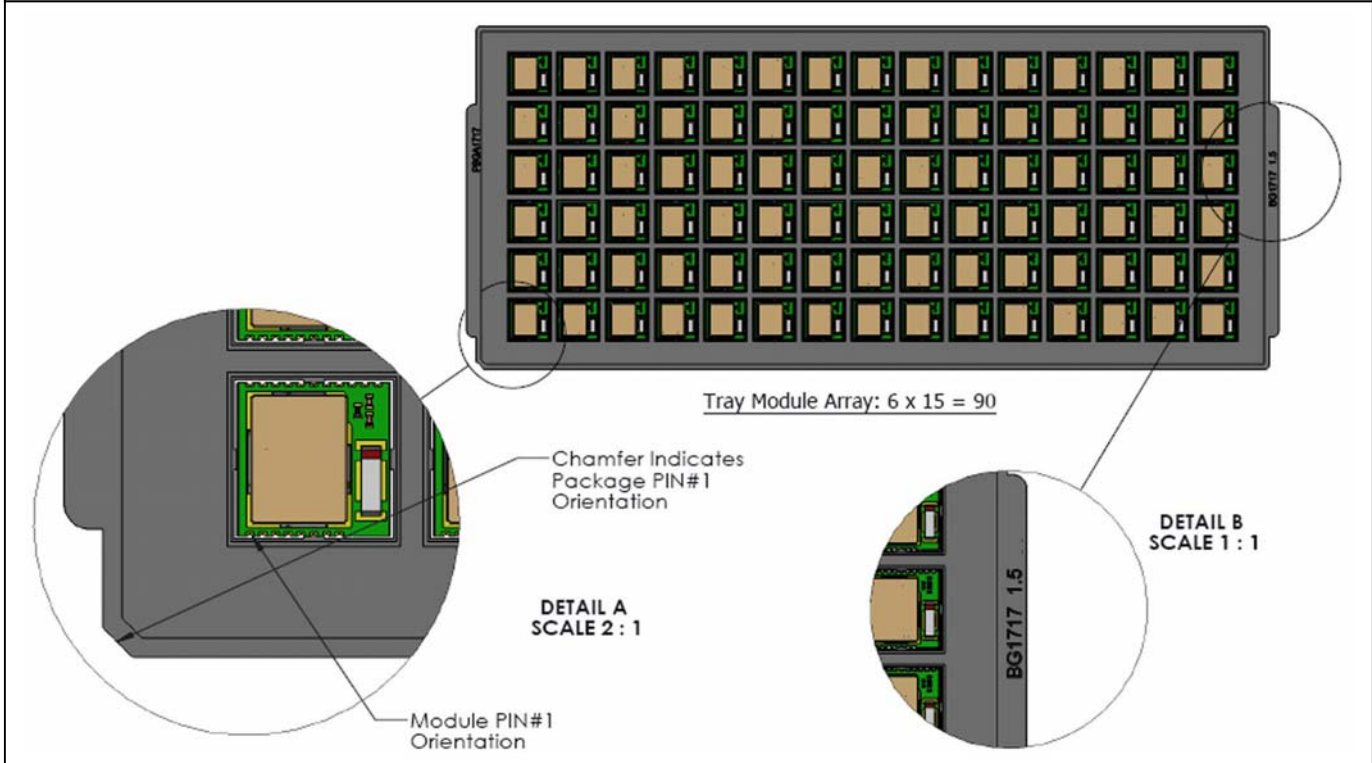 PBGA1717
BG1717 1.5
Tray Module Array: 6 x 15 = 90
Chamfer Indicates
Package PIN#1
Orientation
DETAIL A
SCALE 2 : 1
Module PIN#1
Orientation
DETAIL B
SCALE 1 : 1
BG1717 1.5